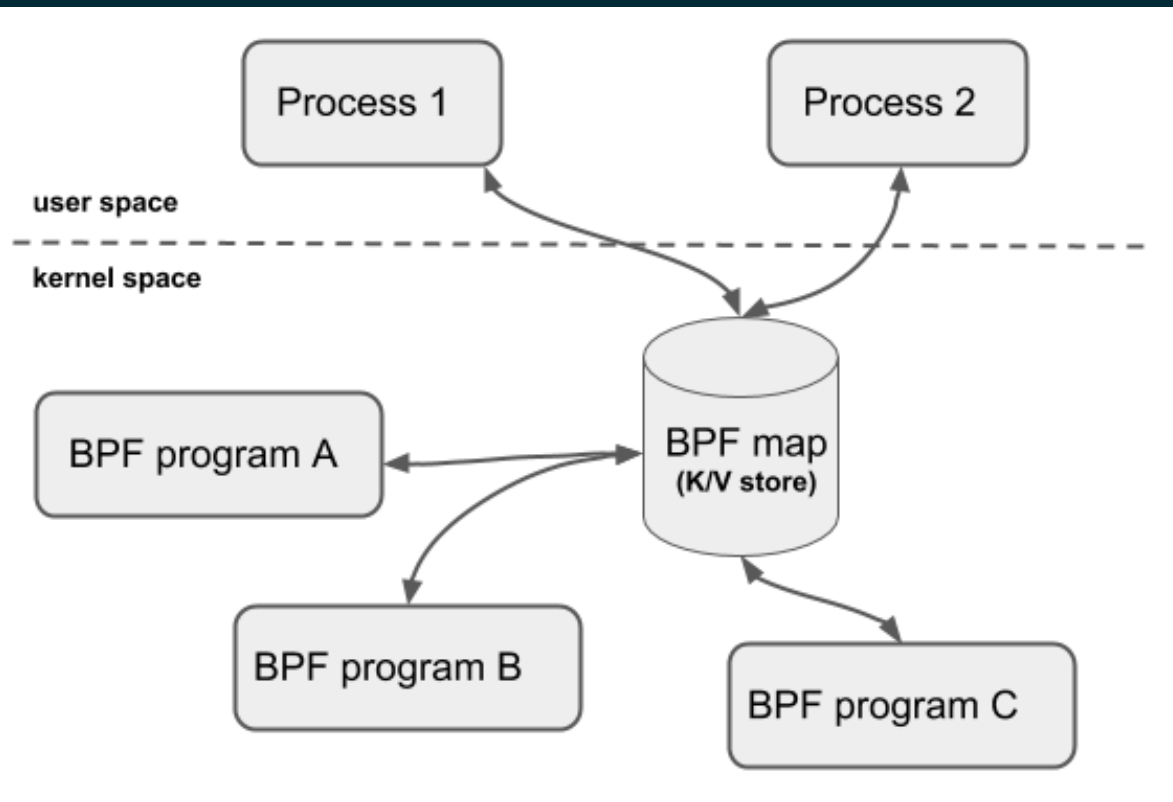 Process 1
Process 2
user space
kernel space
BPF map
(K/V store)
BPF program A
BPF program B
BPF program C